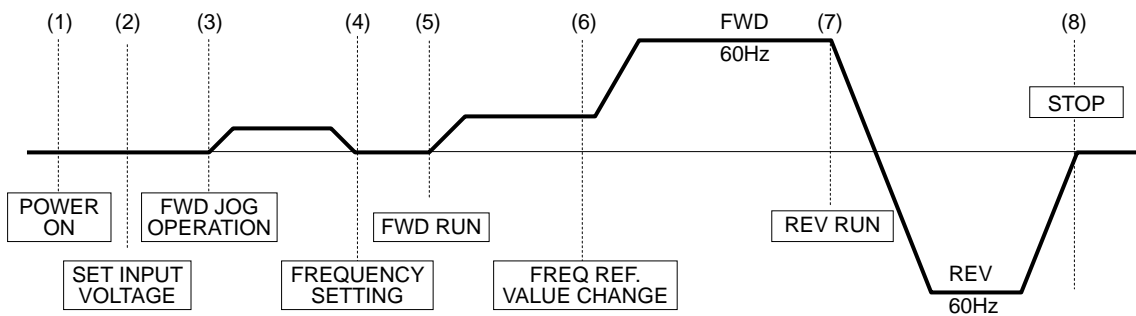 (1)
(2)
(3)
(4)
(5)
(6)
FWD
(7)
(8)
60Hz
STOP
POWER
ON
FWD JOG
OPERATION
FWD RUN
REV RUN
SET INPUT
VOLTAGE
FREQUENCY
SETTING
FREQ REF.
VALUE CHANGE
REV
60Hz